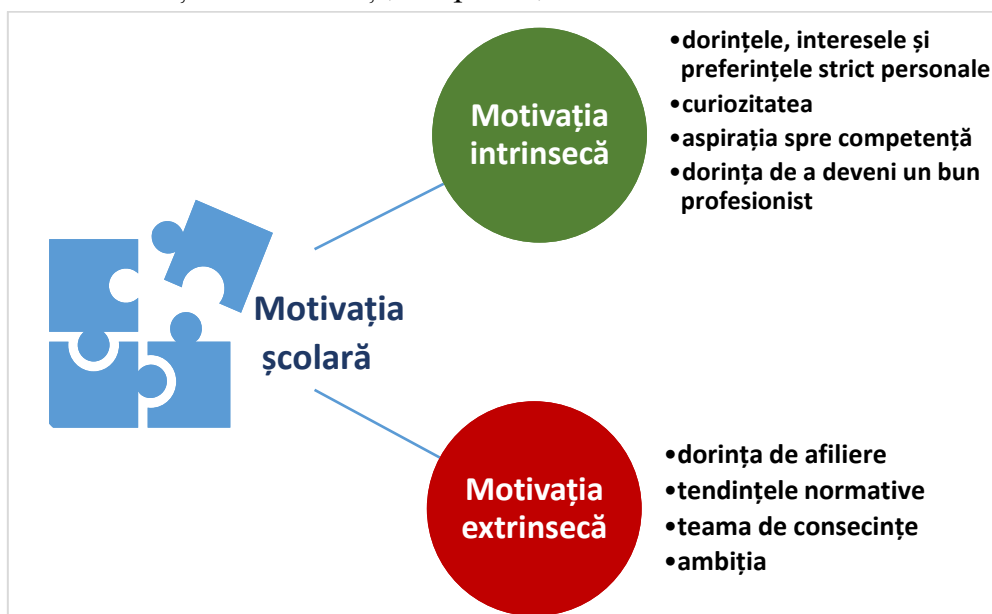 •dorințele, interesele și
preferințele strict personale
•curiozitatea
•aspirația spre competență
•dorința de a deveni un bun
profesionist
Motivația
intrinsecă
Motivația
școlară
Motivația
extrinsecă
•dorința de afiliere
•tendințele normative
•teama de consecințe
•ambiția